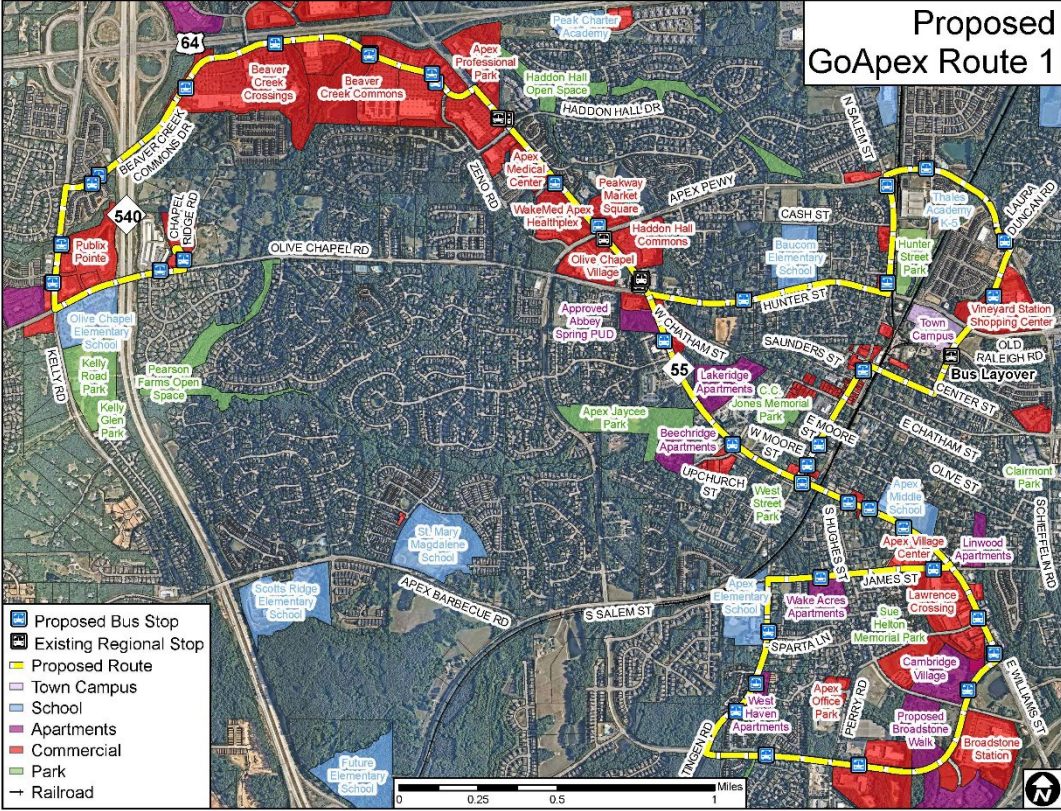 Proposed
GoApex Route 1
64
Peak Charter
Academy
Apex
Professional
Park
Beaver
Creek
Crossings
Beaver
Creek Commons
Haddon Hall
Open Space
HADDON HALL DR
N SALEM ST
BEAVER CREEK
COMMONS DR
ZENO RD
Apex
Medical
Center
APEX PEWY
Peakway
Market
Square
WakeMed Apex
Healthplex
Haddon Hall
Commons
Olive Chapel
Village
CASH ST
Thales
Academy
K-5
LAURA
DUNCAN RD
540
CHAPEL
RIDGE RD
Publix
Pointe
OLIVE CHAPEL RD
Baucom
Elementary
School
Hunter
Street
Park
HUNTER ST
Vineyard Station
Shopping Center
Olive Chapel
Elementary
School
Approved
Abbey
Spring PUD
W CHATHAM ST
SAUNDERS ST
Town
Campus
OLD
RALEIGH RD
Bus Layover
KELLY RD
Kelly
Road
Park
Kelly
Glen
Park
Pearson
Farms Open
Space
55
Lakeridge
Apartments
C.C.
Jones Memorial
Park
CENTER ST
Apex Jaycee
Park
Beechridge
Apartments
W MOORE
ST
E MOORE
ST
E CHATHAM ST
UPCHURCH
ST
OLIVE ST
Clairmont
Park
West
Street
Park
Apex
Middle
School
S HUGHES ST
SCHIEFFELIN RD
St. Mary
Magdalene
School
Apex Village
Center
Linwood
Apartments
Scotts Ridge
Elementary
School
APEX BARBECUE RD
S SALEM ST
Apex
Elementary
School
JAMES ST
Wake Acres
Apartments
Lawrence
Crossing
Sue
Helton
Memorial Park
SPARTA LN
Cambridge
Village
E WILLIAMS ST
West
Haven
Apartments
Apex
Office
Park
PERRY RD
Proposed
Broadstone
Walk
Broadstone
Station
TINGEN RD
Future
Elementary
School
Proposed Bus Stop
Existing Regional Stop
Proposed Route
Town Campus
School
Apartments
Commercial
Park
Railroad
0 0.25 0.5 1 Miles
N